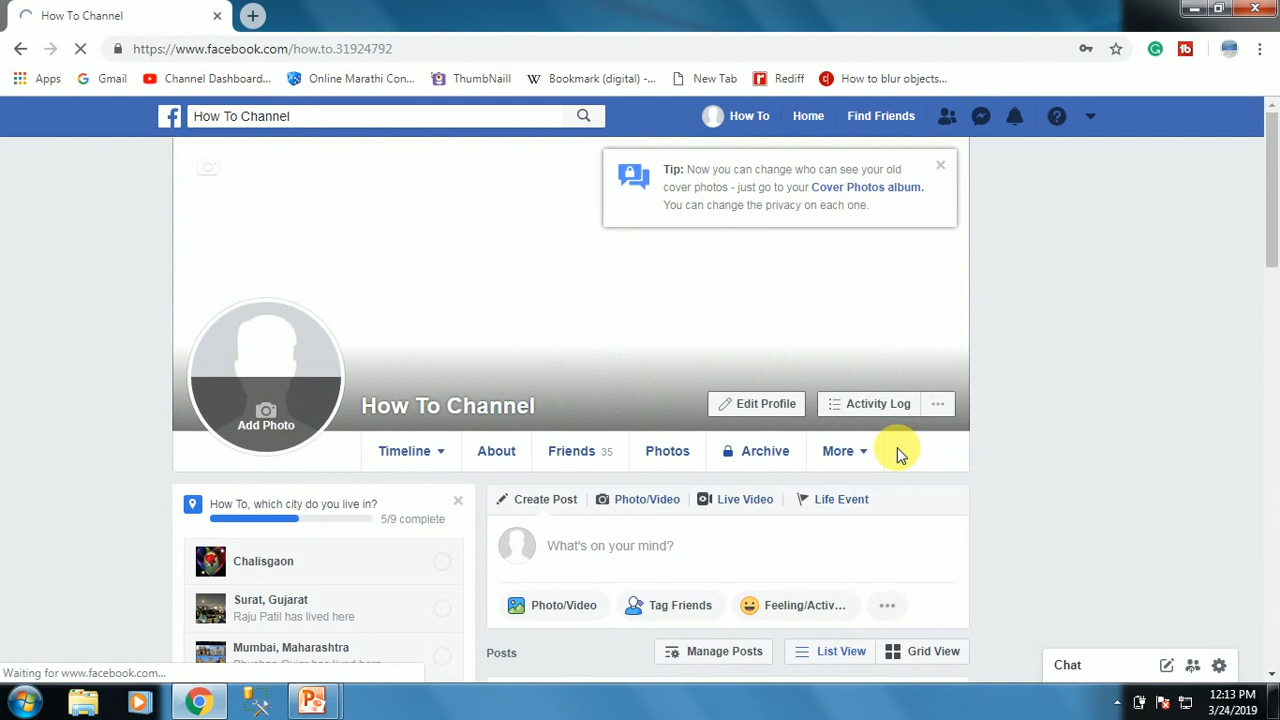 How To Channel
https://www.facebook.com/how.to.31924792
Apps
Gmail
Channel Dashboard...
Online Marathi Con...
ThumbNaill
Bookmark (digital) -...
New Tab
Rediff
How to blur objects...
How To Channel
How To
Home
Find Friends
Tip: Now you can change who can see your old
cover photos - just go to your Cover Photos album.
You can change the privacy on each one.
Add Photo
How To Channel
Edit Profile
Activity Log
Timeline
About
Friends 35
Photos
Archive
More
How To, which city do you live in?
5/9 complete
Chalisgaon
Surat, Gujarat
Raju Patil has lived here
Mumbai, Maharashtra
Create Post
Photo/Video
Live Video
Life Event
What's on your mind?
Photo/Video
Tag Friends
Feeling/Activ...
Posts
Manage Posts
List View
Grid View
Chat
Waiting for www.facebook.com...
12:13 PM
3/24/2019